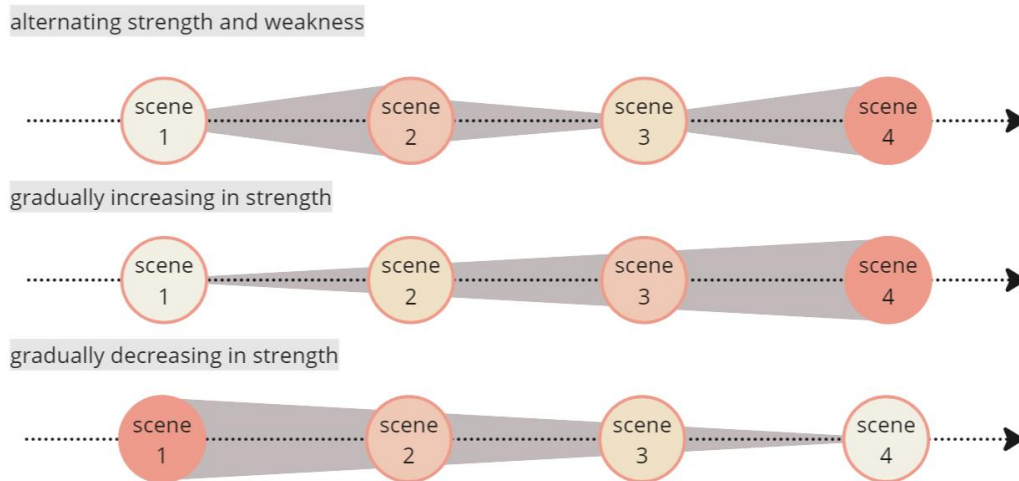 alternating strength and weakness
scene scene scene scene
1 2 3 4
gradually increasing in strength
scene scene scene scene
1 2 3 4
gradually decreasing in strength
scene scene scene scene
1 2 3 4